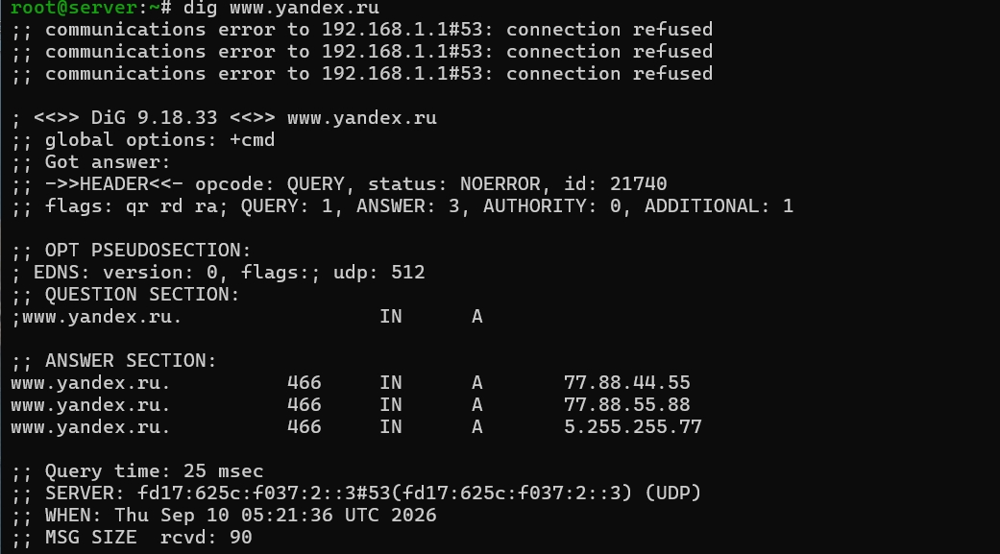 root@server:~# dig www.yandex.ru
;; communications error to 192.168.1.1#53: connection refused
;; communications error to 192.168.1.1#53: connection refused
;; communications error to 192.168.1.1#53: connection refused

; <<>> DiG 9.18.33 <<>> www.yandex.ru
;; global options: +cmd
;; Got answer:
;; ->>HEADER<<- opcode: QUERY, status: NOERROR, id: 21740
;; flags: qr rd ra; QUERY: 1, ANSWER: 3, AUTHORITY: 0, ADDITIONAL: 1

;; OPT PSEUDOSECTION:
; EDNS: version: 0, flags:; udp: 512
;; QUESTION SECTION:
;www.yandex.ru.			IN	A

;; ANSWER SECTION:
www.yandex.ru.		466	IN	A	77.88.44.55
www.yandex.ru.		466	IN	A	77.88.55.88
www.yandex.ru.		466	IN	A	5.255.255.77

;; Query time: 25 msec
;; SERVER: fd17:625c:f037:2::3#53(fd17:625c:f037:2::3) (UDP)
;; WHEN: Thu Sep 10 05:21:36 UTC 2026
;; MSG SIZE  rcvd: 90